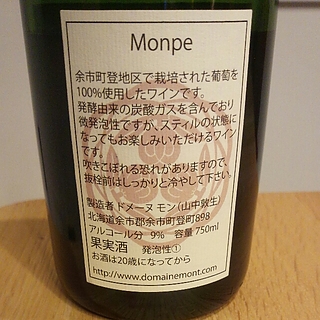 Monpe
余市町登地区で栽培された葡萄を
100%使用したワインです。
発酵由来の炭酸ガスを含んでおり
微発泡性ですが、スティルの状態に
なってもお楽しみいただけるワイン
です。
吹きこぼれる恐れがありますので、
抜栓前はしっかりと冷やして下さい。
製造者 ドメーヌ モン(山中敦生)
北海道余市郡余市町登町898
アルコール分 9% 容量 750ml
果実酒 発泡性①
お酒は20歳になってから
http://www.domainemont.com